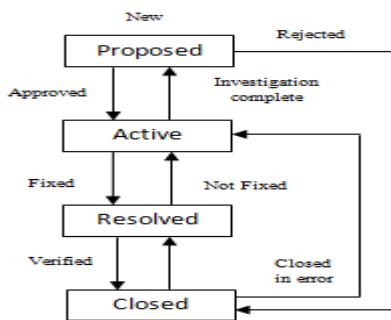 New
Proposed
Rejected
Approved
Investigation
complete
Active
Fixed
Not Fixed
Resolved
Verified
Closed
in error
Closed